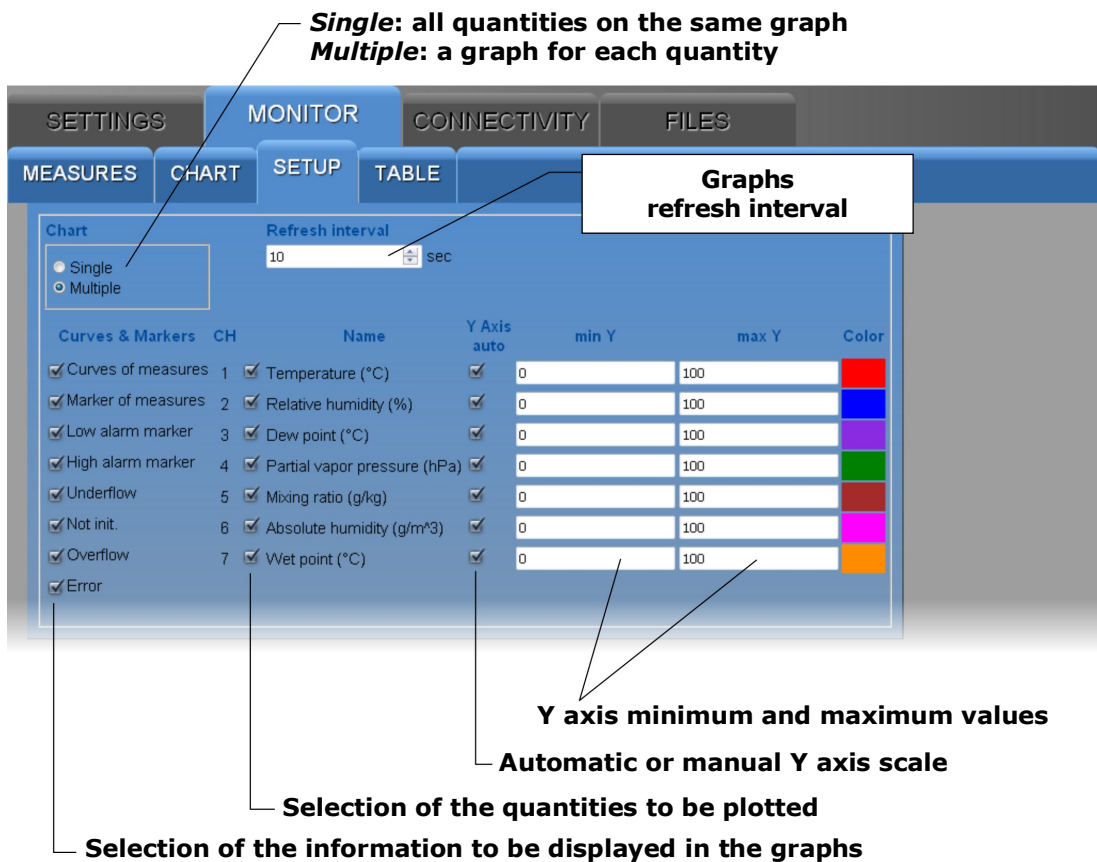 Single: all quantities on the same graph
Multiple: a graph for each quantity
SETTINGS MONITOR CONNECTIVITY FILES
MEASURES CHART SETUP TABLE
Graphs
refresh interval
Chart Refresh interval
10 sec
Single
Multiple
Curves & Markers CH Name Y Axis auto min Y max Y Color
Curves of measures 1 Temperature (°C) 0 100
Marker of measures 2 Relative humidity (%) 0 100
Low alarm marker 3 Dew point (°C) 0 100
High alarm marker 4 Partial vapor pressure (hPa) 0 100
Underflow 5 Mixing ratio (g/kg) 0 100
Not init. 6 Absolute humidity (g/m^3) 0 100
Overflow 7 Wet point (°C) 0 100
Error
Y axis minimum and maximum values
Automatic or manual Y axis scale
Selection of the quantities to be plotted
Selection of the information to be displayed in the graphs